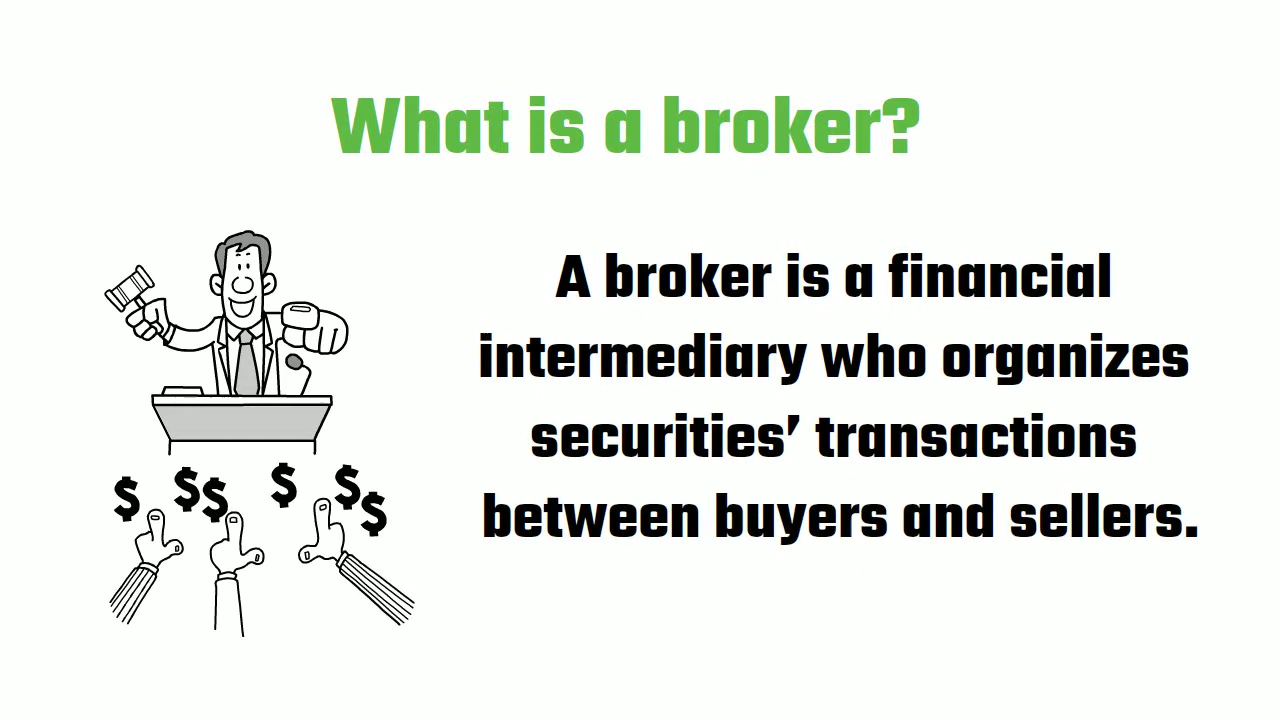 What is a broker?
A broker is a financial
intermediary who organizes
securities’ transactions
between buyers and sellers.
$ $ $ $ $ $